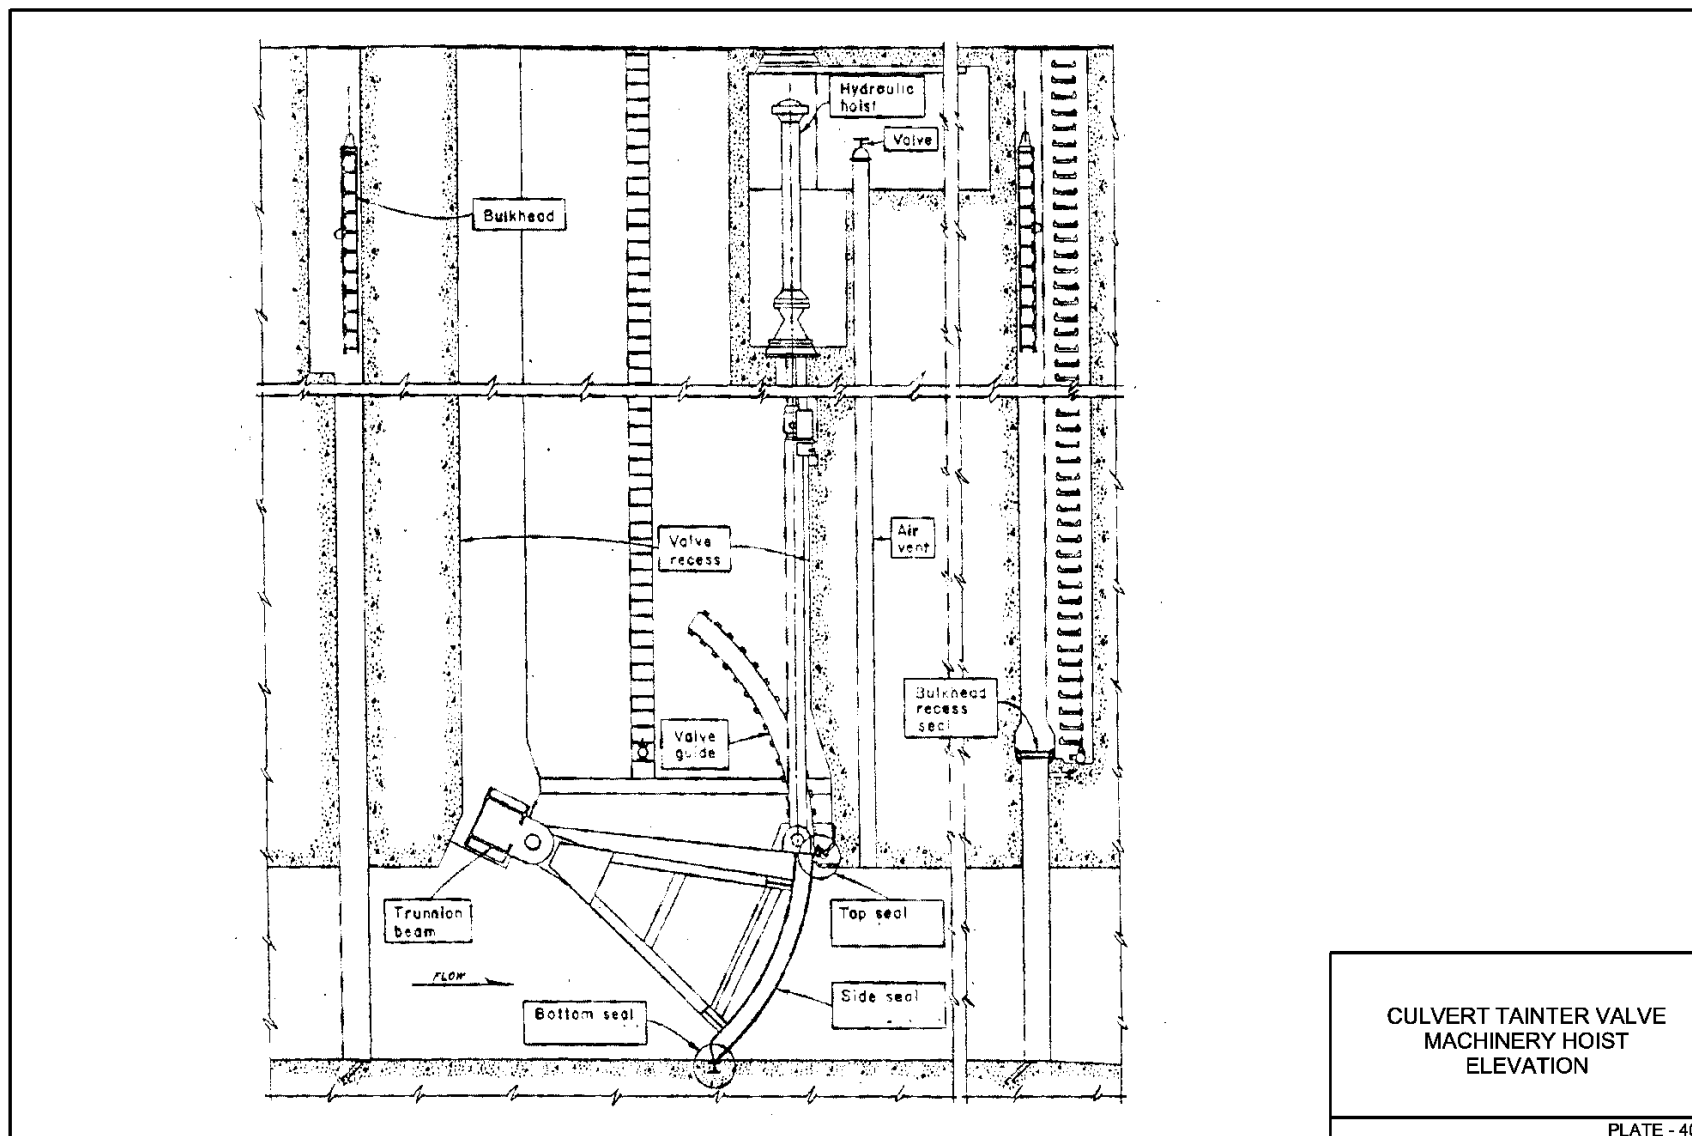 Hydraulic
hoist
Valve
Bulkhead
Valve
recess
Air
vent
Bulkhead
recess
seal
Valve
guide
Trunnion
beam
Top seal
FLOW
Side seal
Bottom seal
CULVERT TAINTER VALVE
MACHINERY HOIST
ELEVATION
PLATE - 40